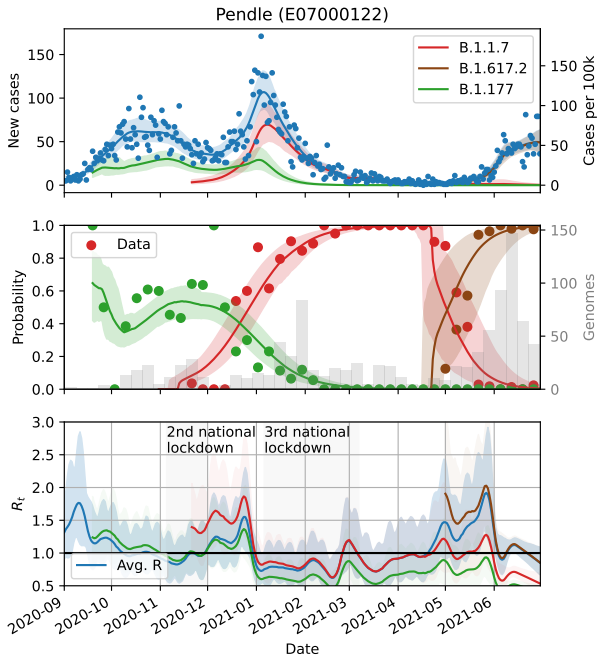 Pendle (E07000122)
New cases
150
100
50
0
B.1.1.7
B.1.617.2
B.1.177
150
100
50
0
Cases per 100k
Probability
1.0
0.8
0.6
0.4
0.2
0.0
Data
150
100
50
0
Genomes
R_t
3.0
2.5
2.0
1.5
1.0
0.5
2nd national
lockdown
3rd national
lockdown
Avg. R
2020-09
2020-10
2020-11
2020-12
2021-01
2021-02
2021-03
2021-04
2021-05
2021-06
Date